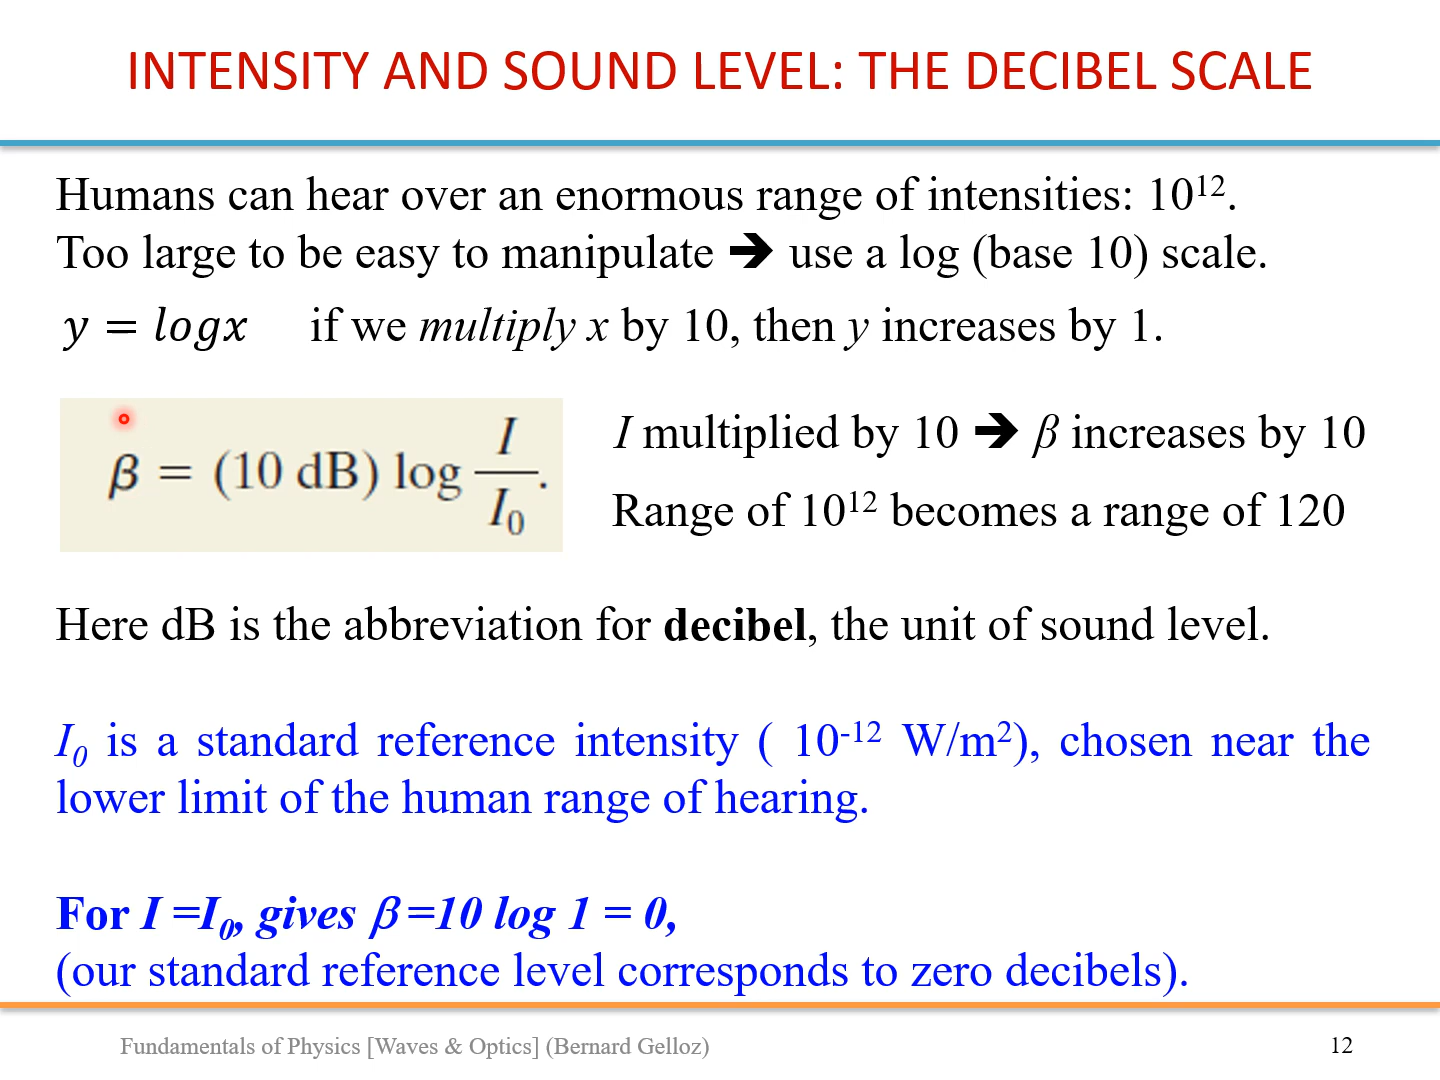 INTENSITY AND SOUND LEVEL: THE DECIBEL SCALE
Humans can hear over an enormous range of intensities: 10¹².
Too large to be easy to manipulate ➔ use a log (base 10) scale.
y = logx if we multiply x by 10, then y increases by 1.
β = (10 dB) log I/I₀.
I multiplied by 10 ➔ β increases by 10
Range of 10¹² becomes a range of 120
Here dB is the abbreviation for decibel, the unit of sound level.
I₀ is a standard reference intensity ( 10⁻¹² W/m²), chosen near the
lower limit of the human range of hearing.
For I =I₀, gives β=10 log 1 = 0,
(our standard reference level corresponds to zero decibels).
Fundamentals of Physics [Waves & Optics] (Bernard Gelloz)
12